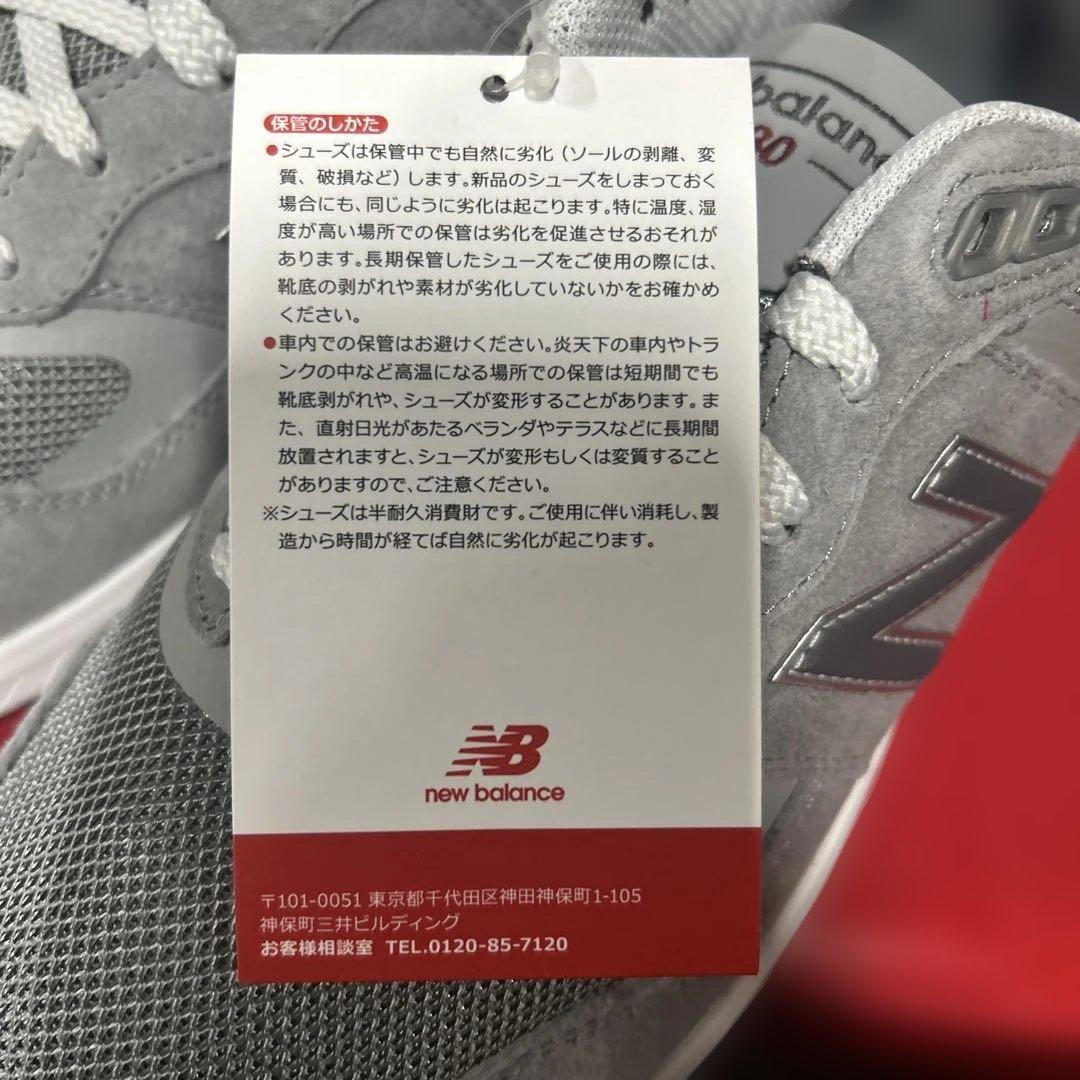 保管のしかた
●シューズは保管中でも自然に劣化（ソールの剥離、変
質、破損など）します。新品のシューズをしまっておく
場合にも、同じように劣化は起こります。特に温度、湿
度が高い場所での保管は劣化を促進させるおそれが
あります。長期保管したシューズをご使用の際には、
靴底の剥がれや素材が劣化していないかをお確かめ
ください。
●車内での保管はお避けください。炎天下の車内やトラ
ンクの中など高温になる場所での保管は短期間でも
靴底剥がれや、シューズが変形することがあります。ま
た、直射日光があたるベランダやテラスなどに長期間
放置されますと、シューズが変形もしくは変質すること
がありますので、ご注意ください。
※シューズは半耐久消費財です。ご使用に伴い消耗し、製
造から時間が経てば自然に劣化が起こります。
NB
new balance
〒101-0051 東京都千代田区神田神保町1-105
神保町三井ビルディング
お客様相談室 TEL.0120-85-7120
balance